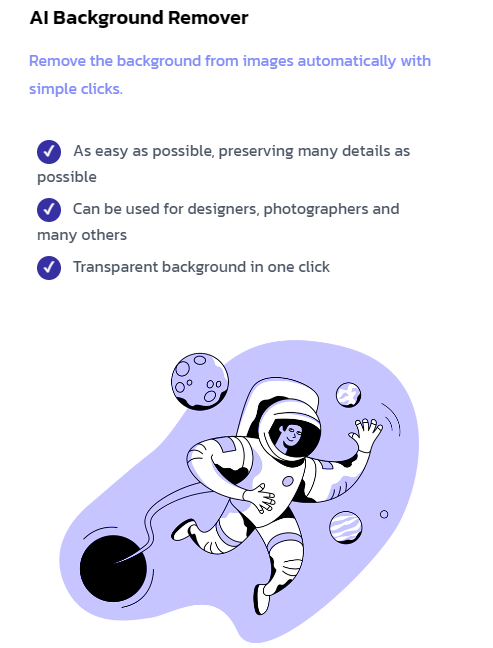 AI Background Remover
Remove the background from images automatically with
simple clicks.
As easy as possible, preserving many details as
possible
Can be used for designers, photographers and
many others
Transparent background in one click